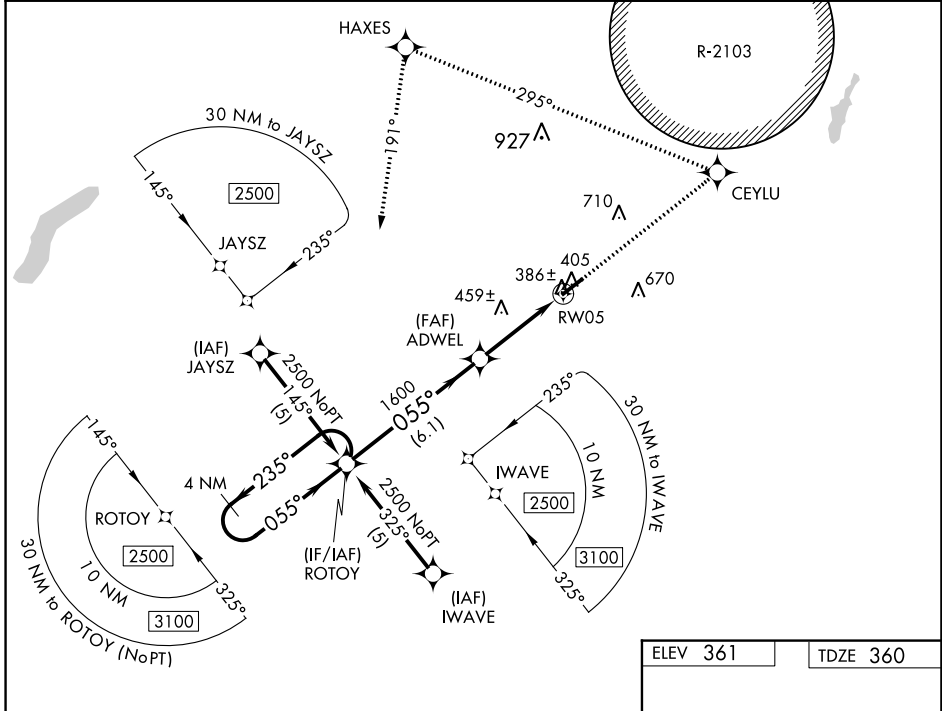 HAXES
R-2103
295°
191°
927
30 NM to JAYSZ
145°
2500
235°
JAYSZ
CEYLU
710
405
386±
670
459±
RW05
(FAF)
ADWEL
(IAF)
JAYSZ
2500 NoPT
145°
(5)
1600
055°
(6.1)
235°
30 NM to IWAVE
10 NM
IWAVE
2500
3100
325°
145°
4 NM
235°
055°
ROTOY
2500
10 NM
3100
325°
30 NM to ROTOY (NoPT)
(IF/IAF)
ROTOY
2500 NoPT
325°
(5)
(IAF)
IWAVE
ELEV 361
TDZE 360